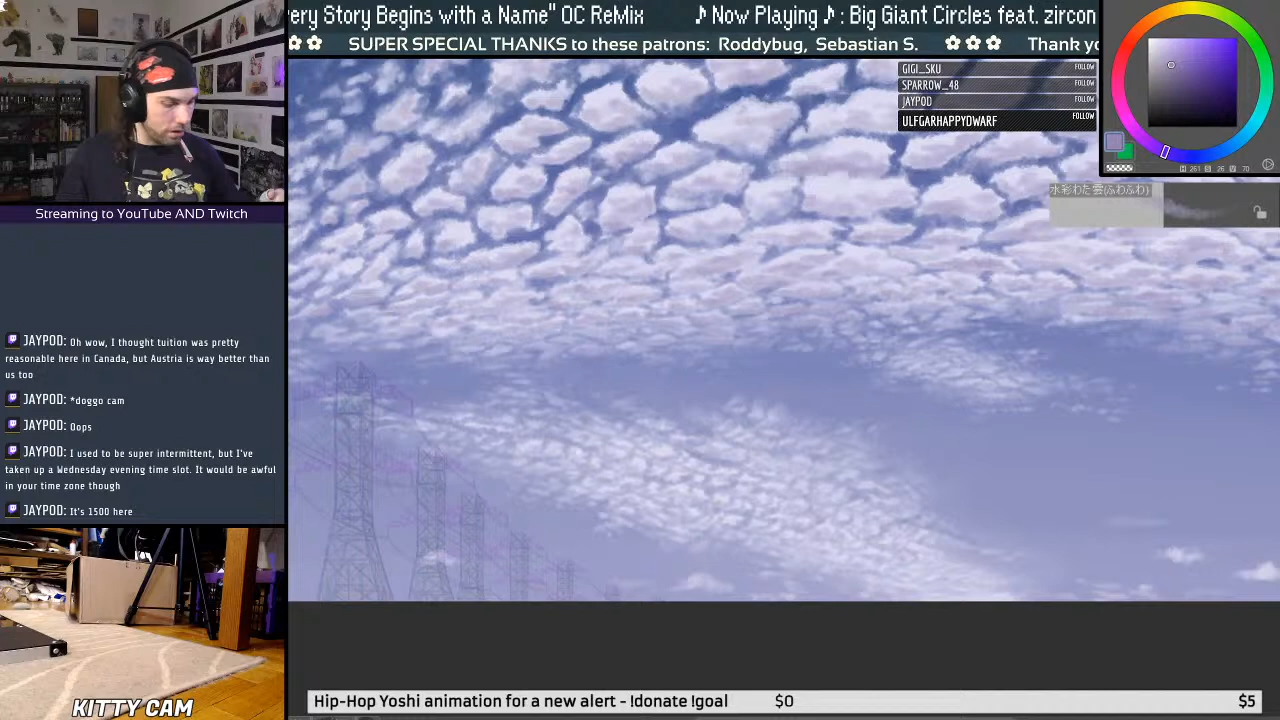 ery Story Begins with a Name" OC ReMix ♪ Now Playing ♪ : Big Giant Circles feat. zircon
✿ ✿ SUPER SPECIAL THANKS to these patrons: Roddybug, Sebastian S. ✿ ✿ ✿ Thank yo
GIGI_SKU FOLLOW
SPARROW_48 FOLLOW
JAYPOD FOLLOW
ULFGARHAPPYDWARF FOLLOW
H 261 S 26 V 70
水彩わた雲(ふわふわ)
Streaming to YouTube AND Twitch
JAYPOD: Oh wow, I thought tuition was pretty
reasonable here in Canada, but Austria is way better than
us too
JAYPOD: *doggo cam
JAYPOD: Oops
JAYPOD: I used to be super intermittent, but I've
taken up a Wednesday evening time slot. It would be awful
in your time zone though
JAYPOD: It's 1500 here
KITTY CAM
Hip-Hop Yoshi animation for a new alert - !donate !goal $0 $5